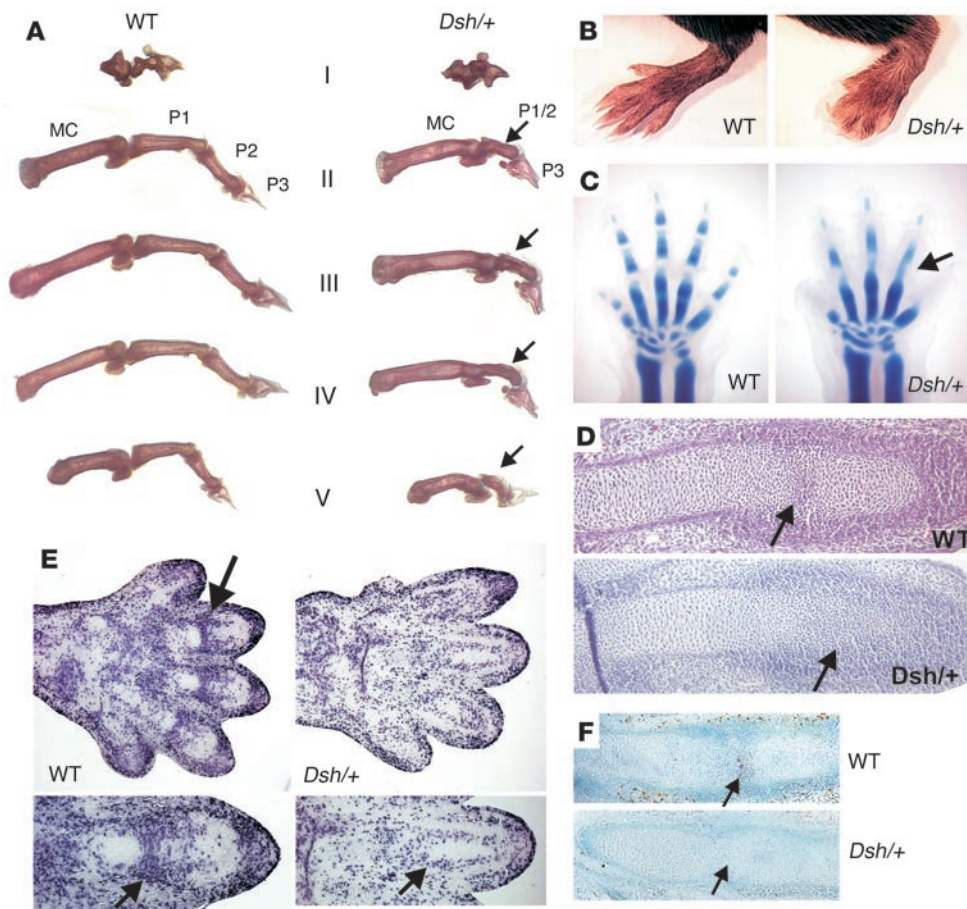 A
WT
Dsh/+
I
MC
P1
P2
P3
MC
P1/2
P3
II
III
IV
V
B
WT
Dsh/+
C
WT
Dsh/+
D
WT
Dsh/+
E
WT
Dsh/+
F
WT
Dsh/+